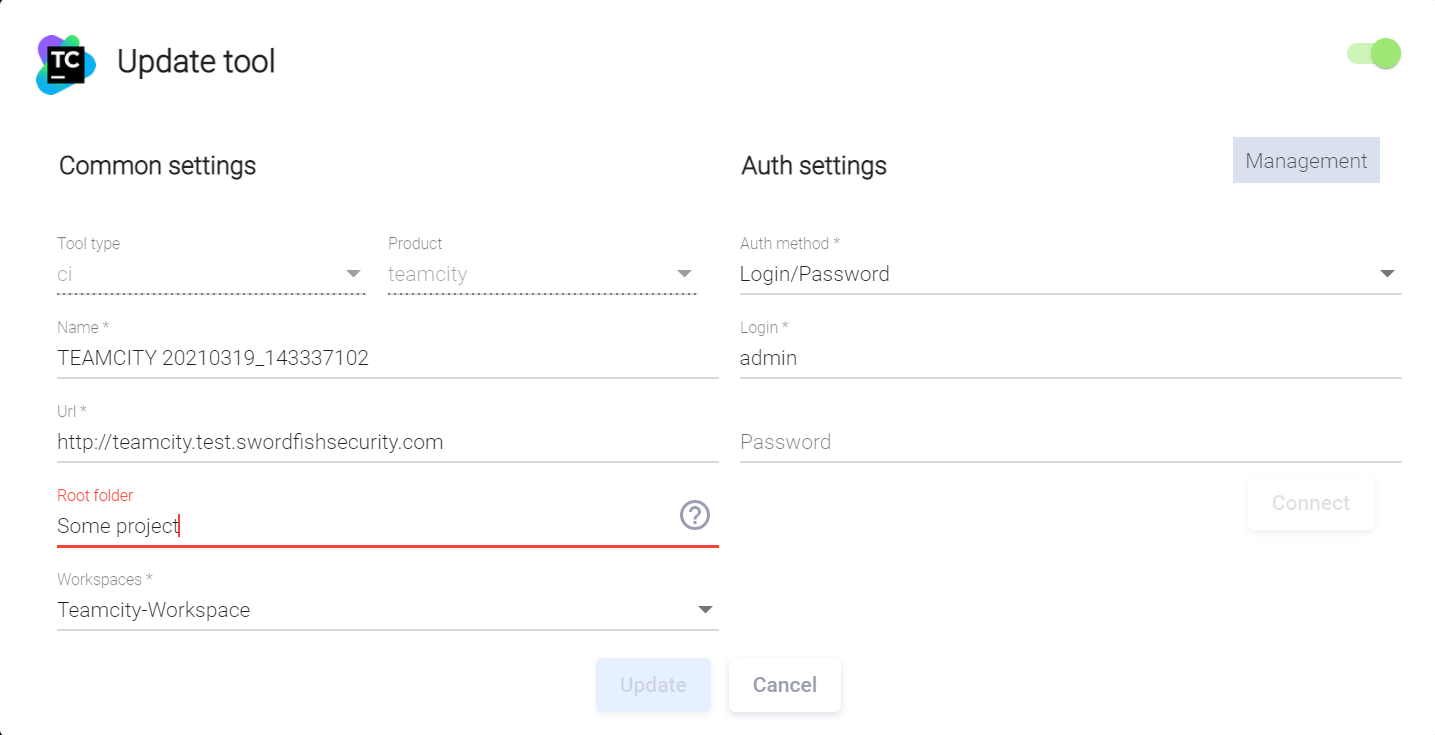 TC
Update tool
Common settings
Auth settings
Management
Tool type
Product
Auth method *
ci
teamcity
Login/Password
Name *
Login *
TEAMCITY 20210319_143337102
admin
Url *
http://teamcity.test.swordfishsecurity.com
Password
Root folder
Some project
Connect
Workspaces *
Teamcity-Workspace
Update
Cancel